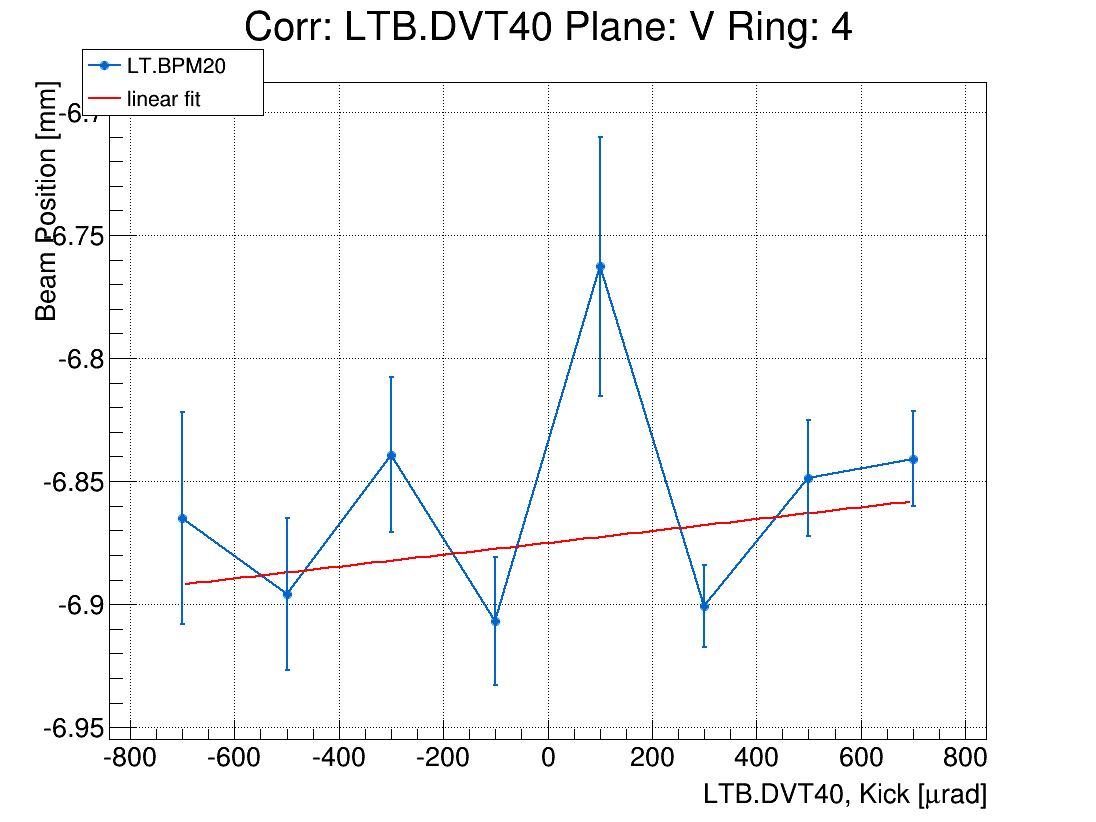 Corr: LTB.DVT40 Plane: V Ring: 4
LT.BPM20
linear fit
Beam Position [mm]
-6.7
-6.75
-6.8
-6.85
-6.9
-6.95
-800 -600 -400 -200 0 200 400 600 800
LTB.DVT40, Kick [μrad]